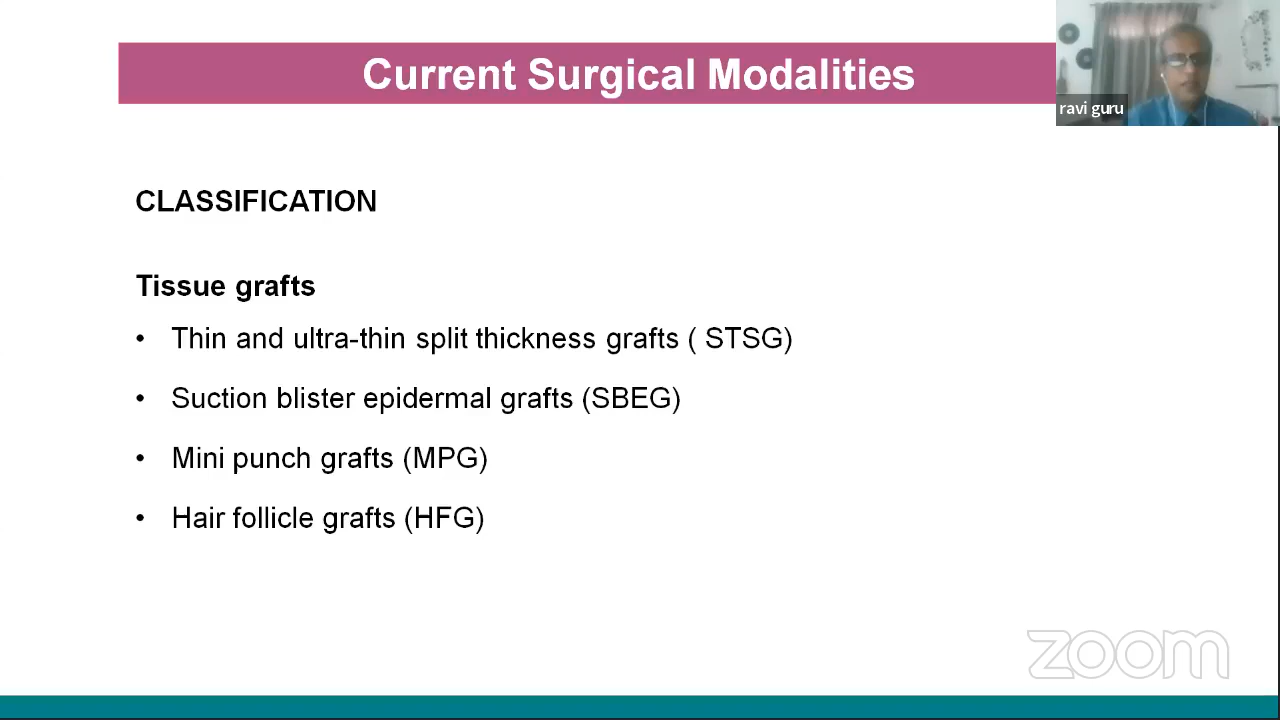 Current Surgical Modalities
ravi guru
CLASSIFICATION
Tissue grafts
• Thin and ultra-thin split thickness grafts ( STSG)
• Suction blister epidermal grafts (SBEG)
• Mini punch grafts (MPG)
• Hair follicle grafts (HFG)
zoom